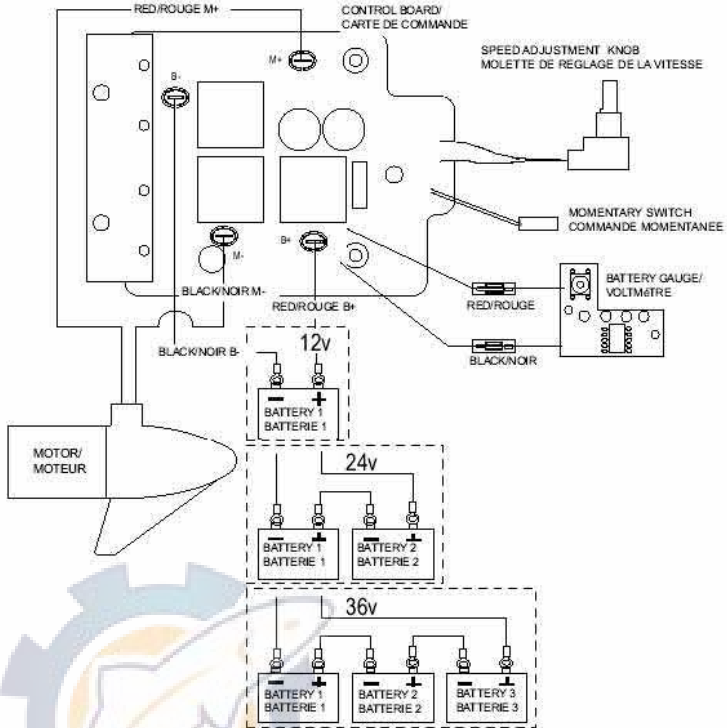 RED/ROUGE M+
CONTROL BOARD/
CARTE DE COMMANDE
SPEED ADJUSTMENT KNOB
MOLETTE DE REGLAGE DE LA VITESSE
M+
B-
MOMENTARY SWITCH
COMMANDE MOMENTANEE
B+
M-
BATTERY GAUGE/
VOLTMéTRE
BLACK/NOIR M-
RED/ROUGE B+
RED/ROUGE
BLACK/NOIR B-
BLACK/NOIR
12v
BATTERY 1
BATTERIE 1
MOTOR/
MOTEUR
24v
BATTERY 1
BATTERIE 1
BATTERY 2
BATTERIE 2
36v
BATTERY 1
BATTERIE 1
BATTERY 2
BATTERIE 2
BATTERY 3
BATTERIE 3